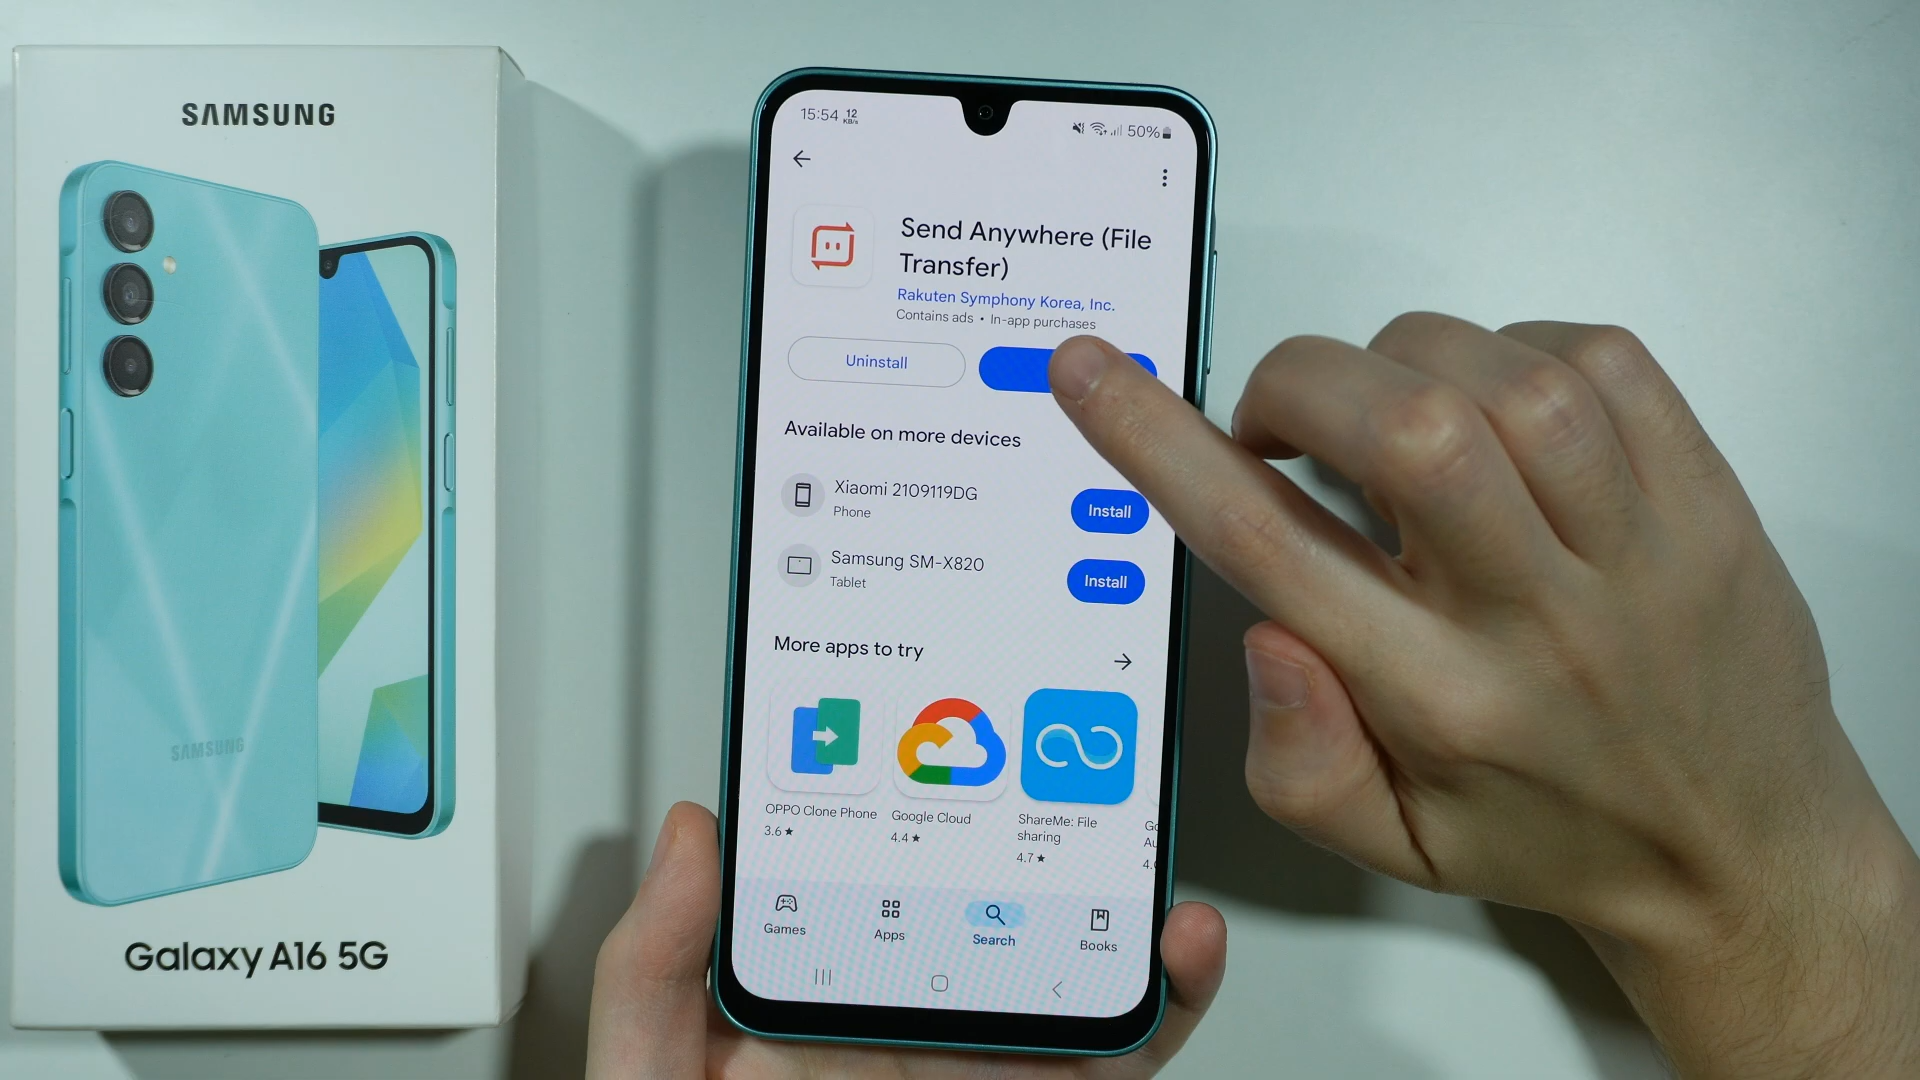 SAMSUNG
SAMSUNG
Galaxy A16 5G
15:54 12 KB/s
50%
Send Anywhere (File
Transfer)
Rakuten Symphony Korea, Inc.
Contains ads • In-app purchases
Uninstall
Available on more devices
Xiaomi 2109119DG
Phone
Install
Samsung SM-X820
Tablet
Install
More apps to try
OPPO Clone Phone
3.6★
Google Cloud
4.4★
ShareMe: File
sharing
4.7★
Games
Apps
Search
Books